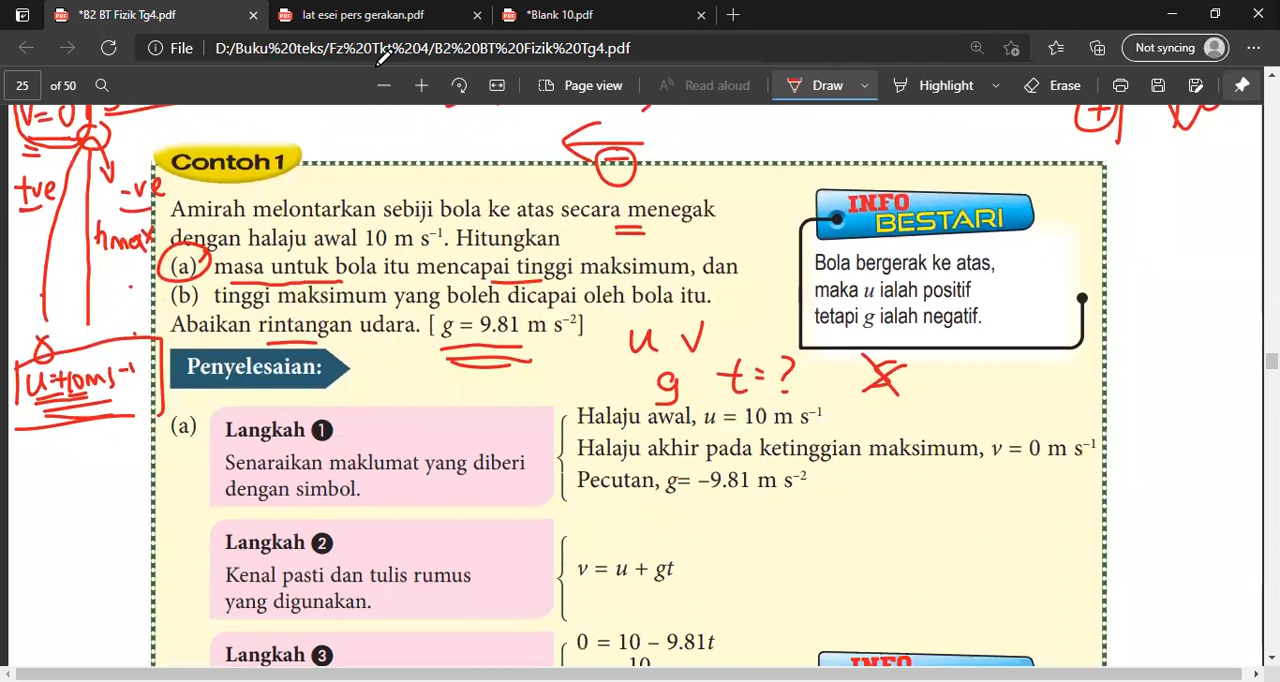 *B2 BT Fizik Tg4.pdf
lat esei pers gerakan.pdf
*Blank 10.pdf
File D:/Buku%20teks/Fz%20Tkt%204/B2%20BT%20Fizik%20Tg4.pdf
Not syncing
25 of 50
Page view
Read aloud
Draw
Highlight
Erase
v=0
+
−
Contoh 1
+ve
-ve
hmax
Amirah melontarkan sebiji bola ke atas secara menegak
dengan halaju awal 10 m s⁻¹. Hitungkan
(a) masa untuk bola itu mencapai tinggi maksimum, dan
(b) tinggi maksimum yang boleh dicapai oleh bola itu.
Abaikan rintangan udara. [ g = 9.81 m s⁻²]
INFO
BESTARI
Bola bergerak ke atas,
maka u ialah positif
tetapi g ialah negatif.
u v
g t = ?
u=+10ms⁻¹
Penyelesaian:
(a) Langkah 1
Senaraikan maklumat yang diberi
dengan simbol.
Halaju awal, u = 10 m s⁻¹
Halaju akhir pada ketinggian maksimum, v = 0 m s⁻¹
Pecutan, g= –9.81 m s⁻²
Langkah 2
Kenal pasti dan tulis rumus
yang digunakan.
v = u + gt
Langkah 3
0 = 10 – 9.81t
10
INFO